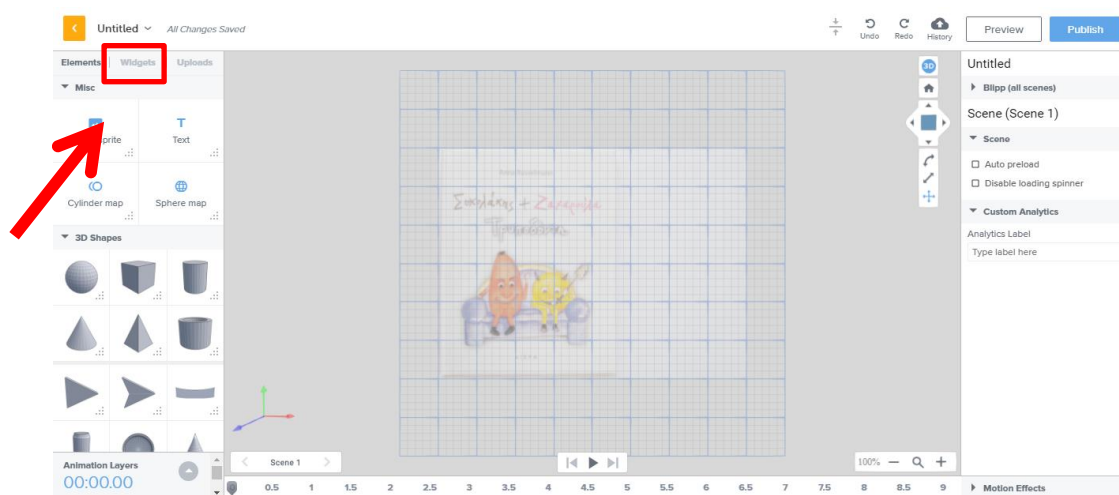 Untitled
All Changes Saved
Undo
Redo
History
Preview
Publish
Elements
Widgets
Uploads
Misc
Text
Cylinder map
Sphere map
3D Shapes
3D
Σοκολάκης + Ζαχαρούλα
Untitled
Blipp (all scenes)
Scene (Scene 1)
Scene
Auto preload
Disable loading spinner
Custom Analytics
Analytics Label
Type label here
Animation Layers
00:00.00
Scene 1
100%
0 0.5 1 1.5 2 2.5 3 3.5 4 4.5 5 5.5 6 6.5 7 7.5 8 8.5 9
Motion Effects